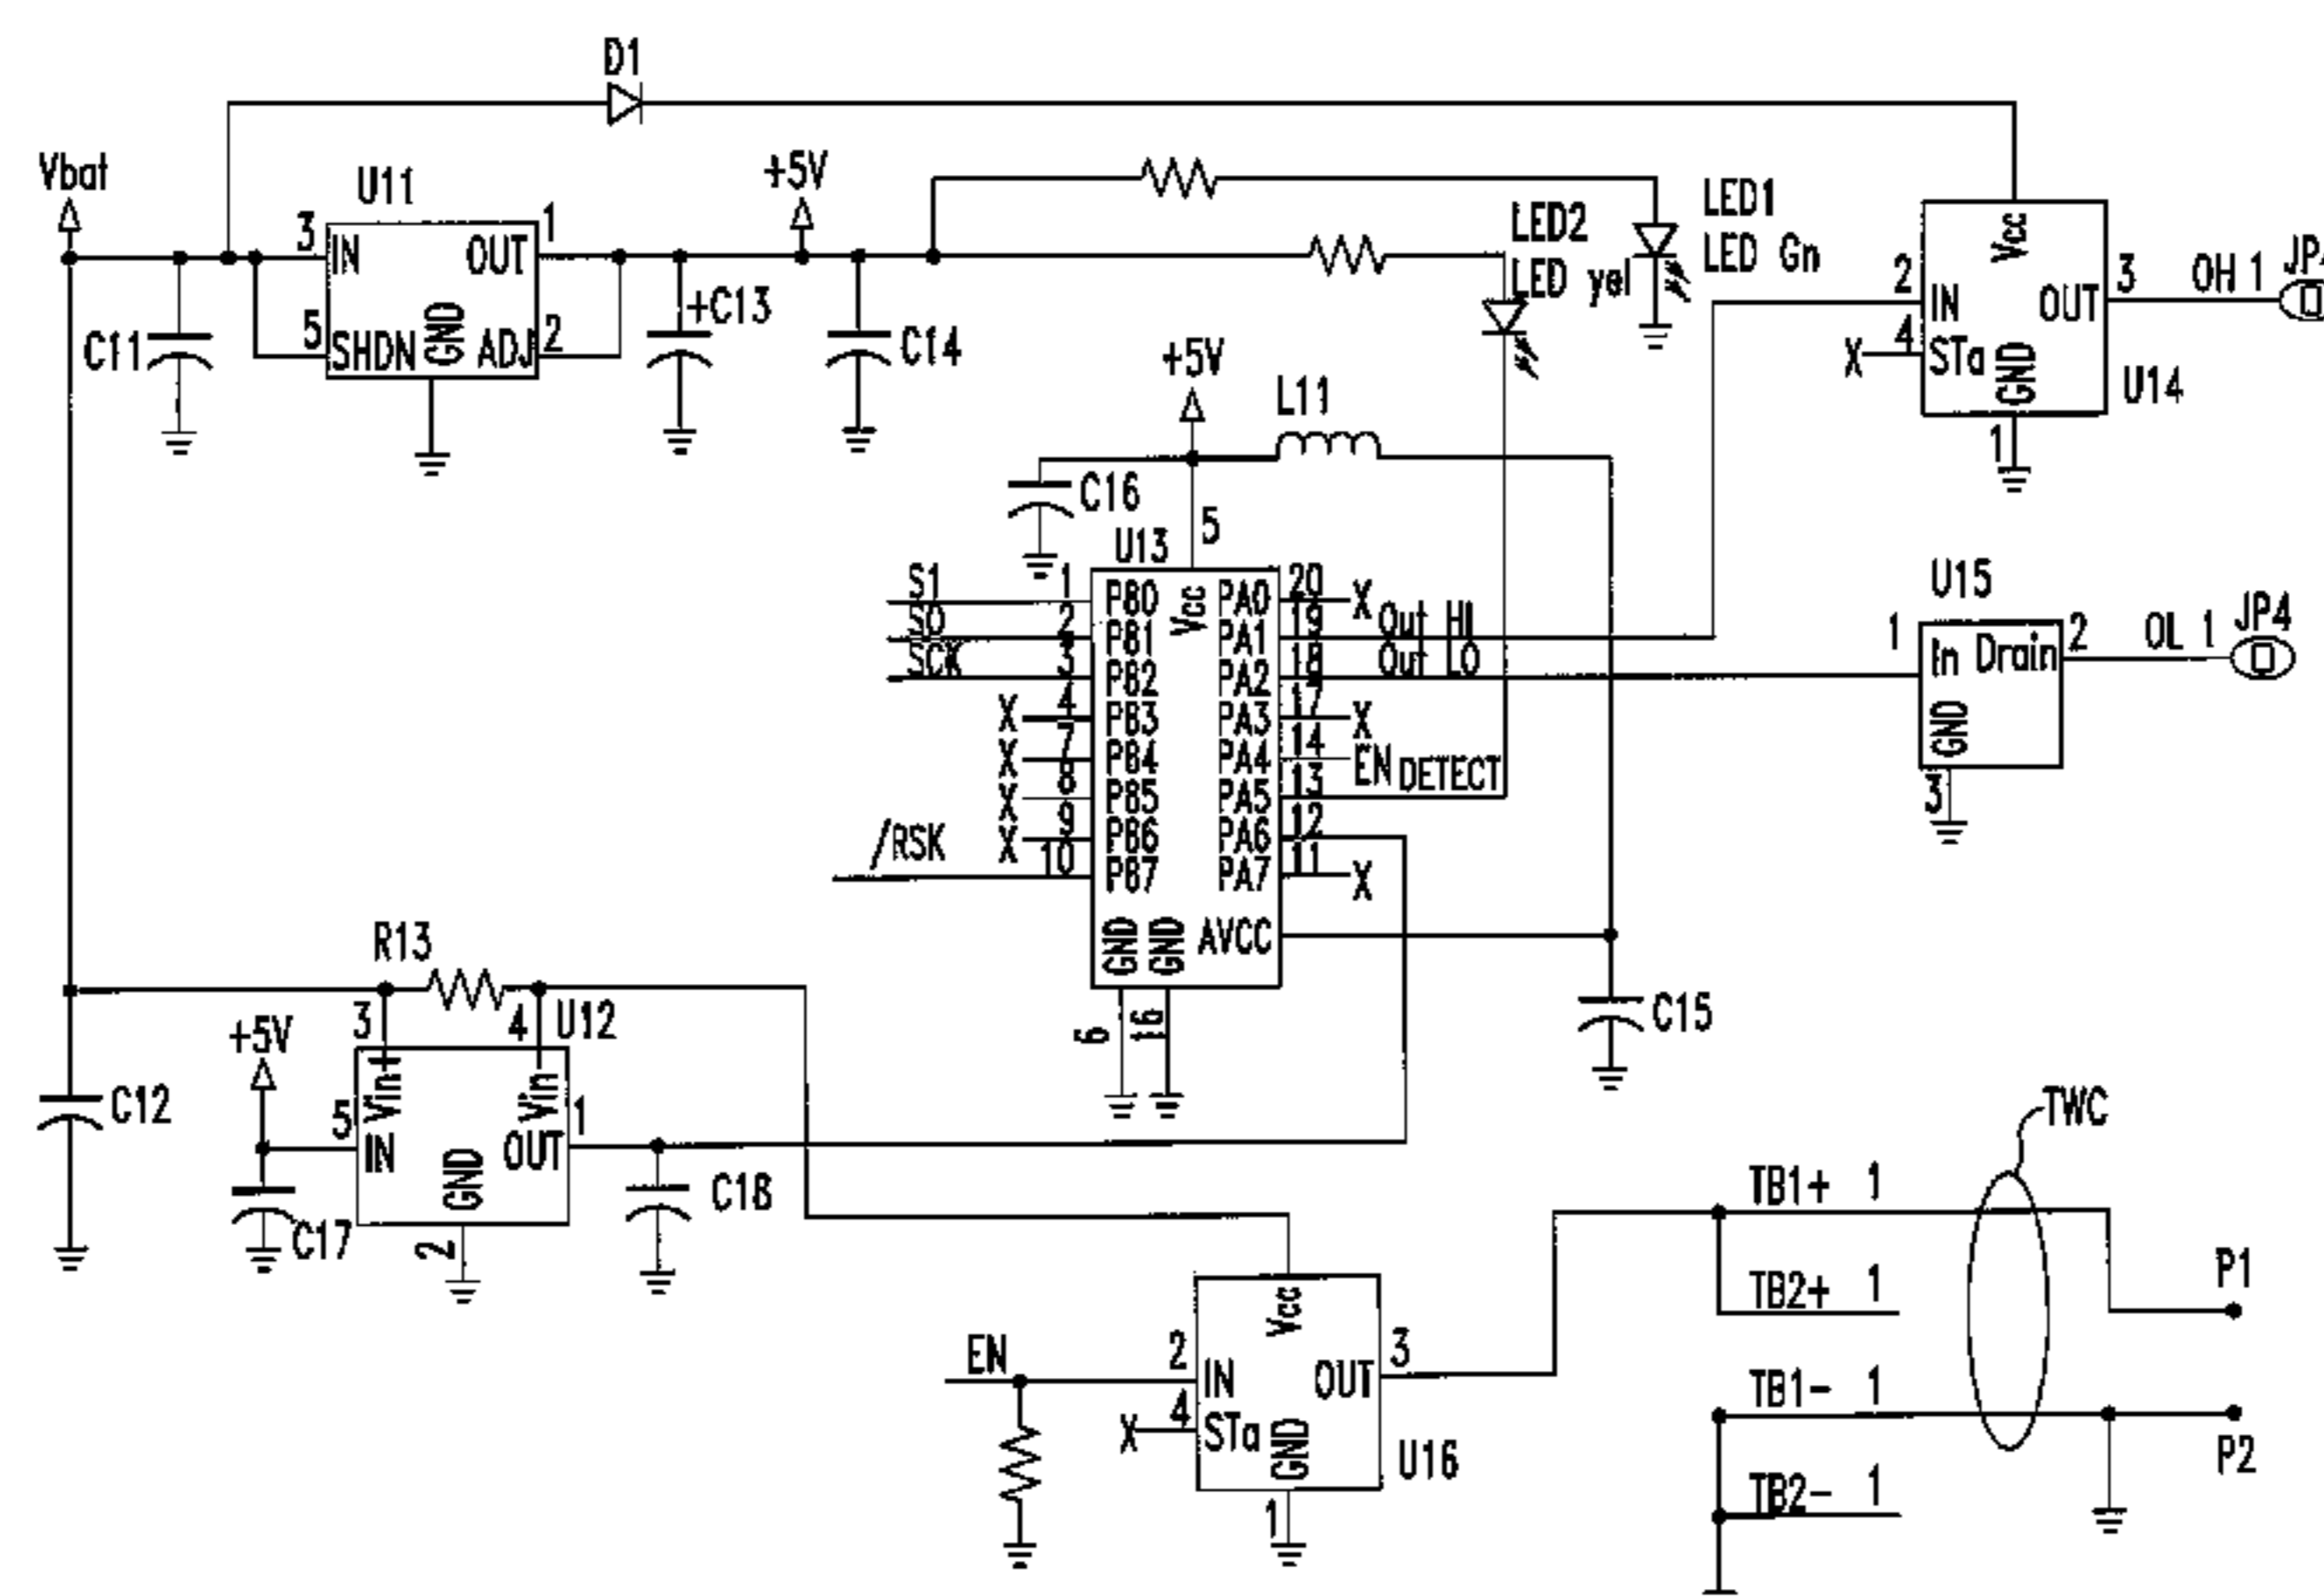 D1
Vbat
U11
+5V
3
IN
OUT
1
5
SHDN
GND
ADJ
2
C11
+C13
C14
LED2
LED yel
LED1
LED Gn
Vcc
2
IN
4
X
STa
GND
OUT
3
OH 1
U14
1
+5V
L11
C16
5
U13
S1
1
PB0
Vcc
PA0
20
X
SO
2
PB1
PA1
19
Out HI
SCK
3
PB2
PA2
18
Out LO
X
4
PB3
PA3
17
X
X
7
PB4
PA4
14
EN DETECT
X
8
PB5
PA5
13
X
9
PB6
PA6
12
/RSK
10
PB7
PA7
11
X
GND
GND
AVCC
6
16
C15
U15
1
In Drain
2
OL 1
JP4
GND
3
R13
3
4
U12
+5V
Vin+
Vin
5
IN
OUT
1
GND
2
C12
C17
C18
TWC
TB1+ 1
TB2+ 1
P1
TB1- 1
P2
TB2- 1
EN
2
IN
Vcc
OUT
3
4
X
STa
GND
U16
1